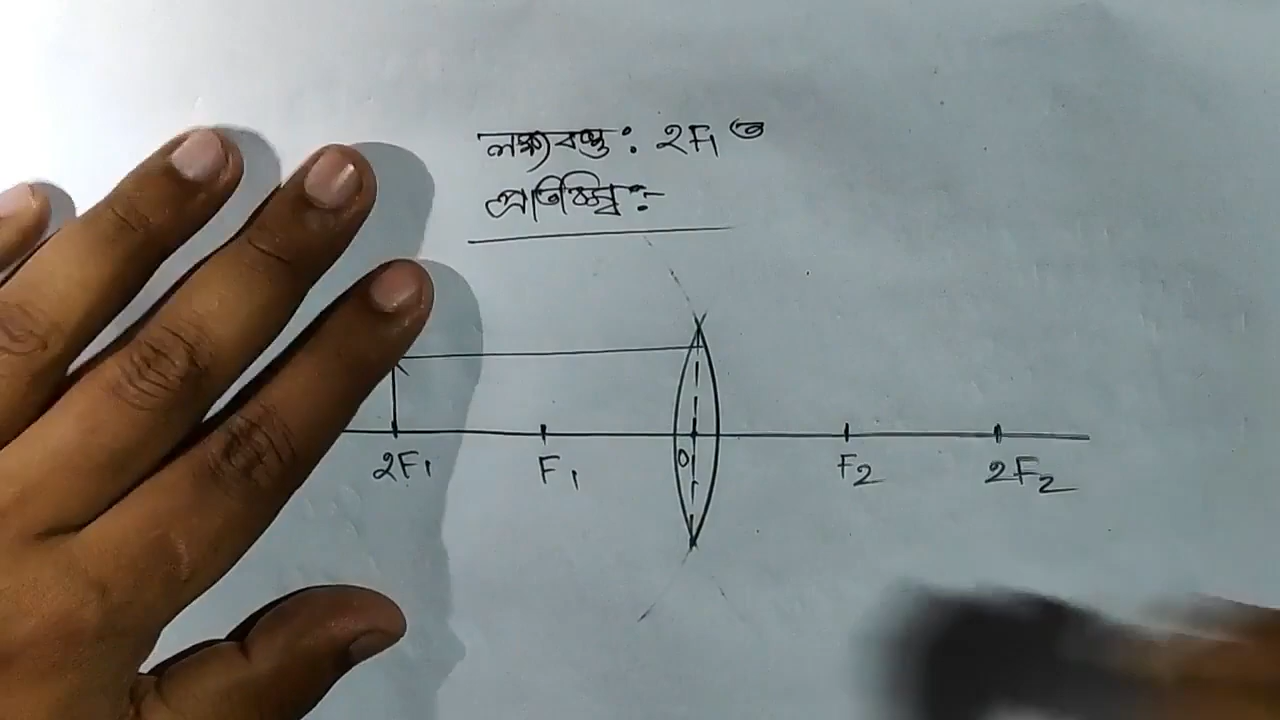 লক্ষ্যবস্তু : 2F₁ এ
প্রতিবিম্ব :-
2F₁ F₁ O F₂ 2F₂